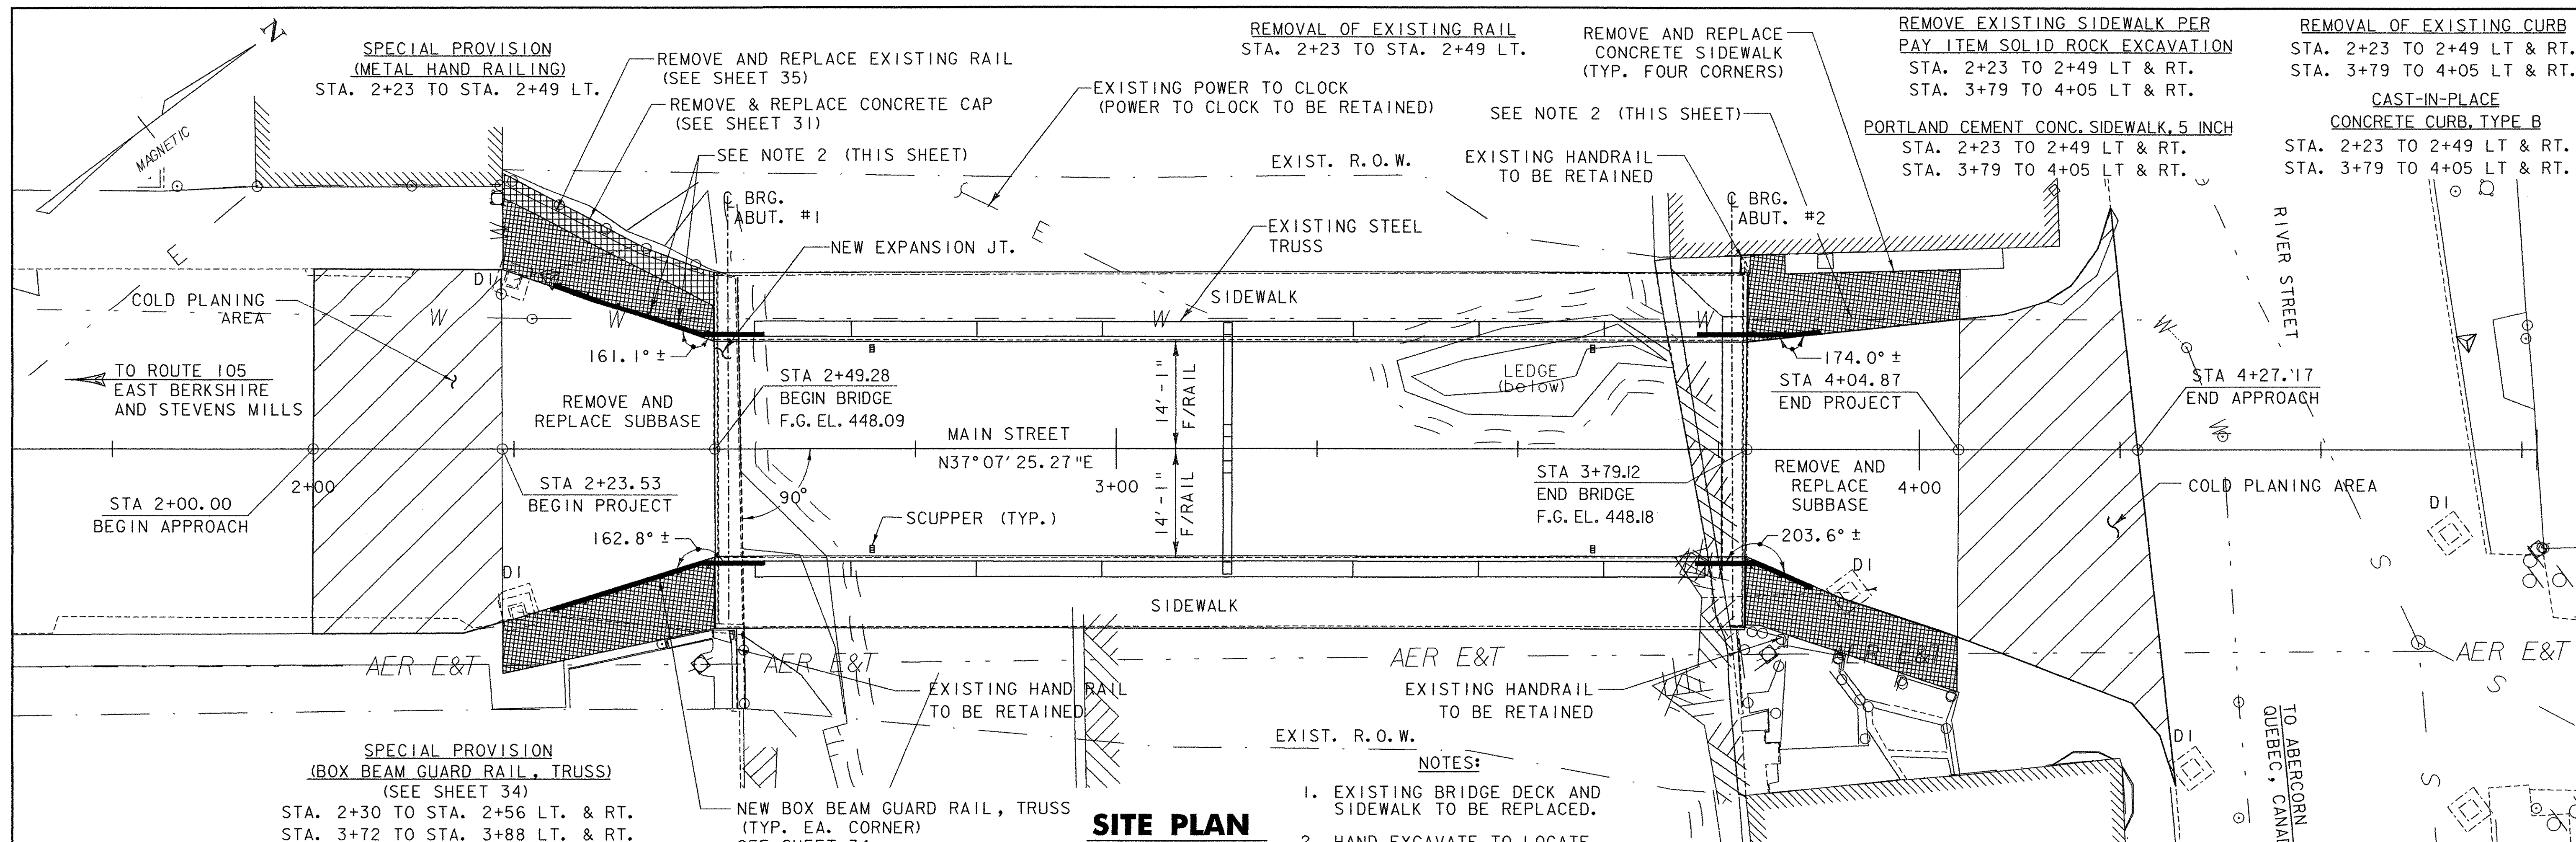 N
MAGNETIC
SPECIAL PROVISION
(METAL HAND RAILING)
STA. 2+23 TO STA. 2+49 LT.
REMOVE AND REPLACE EXISTING RAIL
(SEE SHEET 35)
REMOVE & REPLACE CONCRETE CAP
(SEE SHEET 31)
SEE NOTE 2 (THIS SHEET)
REMOVAL OF EXISTING RAIL
STA. 2+23 TO STA. 2+49 LT.
EXISTING POWER TO CLOCK
(POWER TO CLOCK TO BE RETAINED)
REMOVE AND REPLACE
CONCRETE SIDEWALK
(TYP. FOUR CORNERS)
SEE NOTE 2 (THIS SHEET)
EXISTING HANDRAIL
TO BE RETAINED
REMOVE EXISTING SIDEWALK PER
PAY ITEM SOLID ROCK EXCAVATION
STA. 2+23 TO 2+49 LT & RT.
STA. 3+79 TO 4+05 LT & RT.
PORTLAND CEMENT CONC. SIDEWALK, 5 INCH
STA. 2+23 TO 2+49 LT & RT.
STA. 3+79 TO 4+05 LT & RT.
REMOVAL OF EXISTING CURB
STA. 2+23 TO 2+49 LT & RT.
STA. 3+79 TO 4+05 LT & RT.
CAST-IN-PLACE
CONCRETE CURB, TYPE B
STA. 2+23 TO 2+49 LT & RT.
STA. 3+79 TO 4+05 LT & RT.
EXIST. R.O.W.
℄ BRG.
ABUT. #1
℄ BRG.
ABUT. #2
E
E
NEW EXPANSION JT.
EXISTING STEEL
TRUSS
RIVER STREET
DI
COLD PLANING
AREA
SIDEWALK
W
W
W
W
W
161.1° ±
174.0° ±
TO ROUTE 105
EAST BERKSHIRE
AND STEVENS MILLS
REMOVE AND
REPLACE SUBBASE
STA 2+49.28
BEGIN BRIDGE
F.G. EL. 448.09
14'-1"
F/RAIL
LEDGE
(below)
STA 4+04.87
END PROJECT
STA 4+27.17
END APPROACH
MAIN STREET
N37°07'25.27"E
2+00
3+00
4+00
STA 2+00.00
BEGIN APPROACH
STA 2+23.53
BEGIN PROJECT
90°
14'-1"
F/RAIL
STA 3+79.12
END BRIDGE
F.G. EL. 448.18
REMOVE AND
REPLACE
SUBBASE
COLD PLANING AREA
W
DI
162.8° ±
SCUPPER (TYP.)
203.6° ±
DI
DI
S
SIDEWALK
AER E&T
AER E&T
AER E&T
AER E&T
AER E&T
S
EXISTING HAND RAIL
TO BE RETAINED
EXISTING HANDRAIL
TO BE RETAINED
EXIST. R.O.W.
TO ABERCORN
DI
S
SPECIAL PROVISION
(BOX BEAM GUARD RAIL, TRUSS)
(SEE SHEET 34)
STA. 2+30 TO STA. 2+56 LT. & RT.
STA. 3+72 TO STA. 3+88 LT. & RT.
NEW BOX BEAM GUARD RAIL, TRUSS
(TYP. EA. CORNER)
SITE PLAN
NOTES:
1. EXISTING BRIDGE DECK AND
SIDEWALK TO BE REPLACED.
2. HAND EXCAVATE TO LOCATE